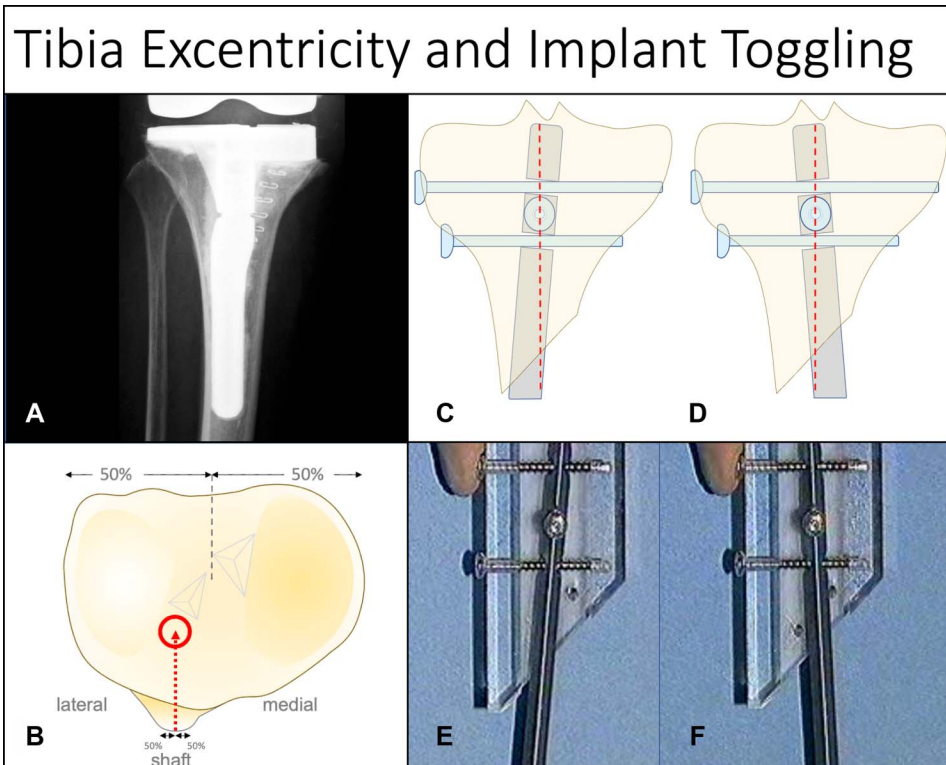 Tibia Excentricity and Implant Toggling
A
C
D
50% 50%
lateral medial
50% 50%
shaft
B
E
F